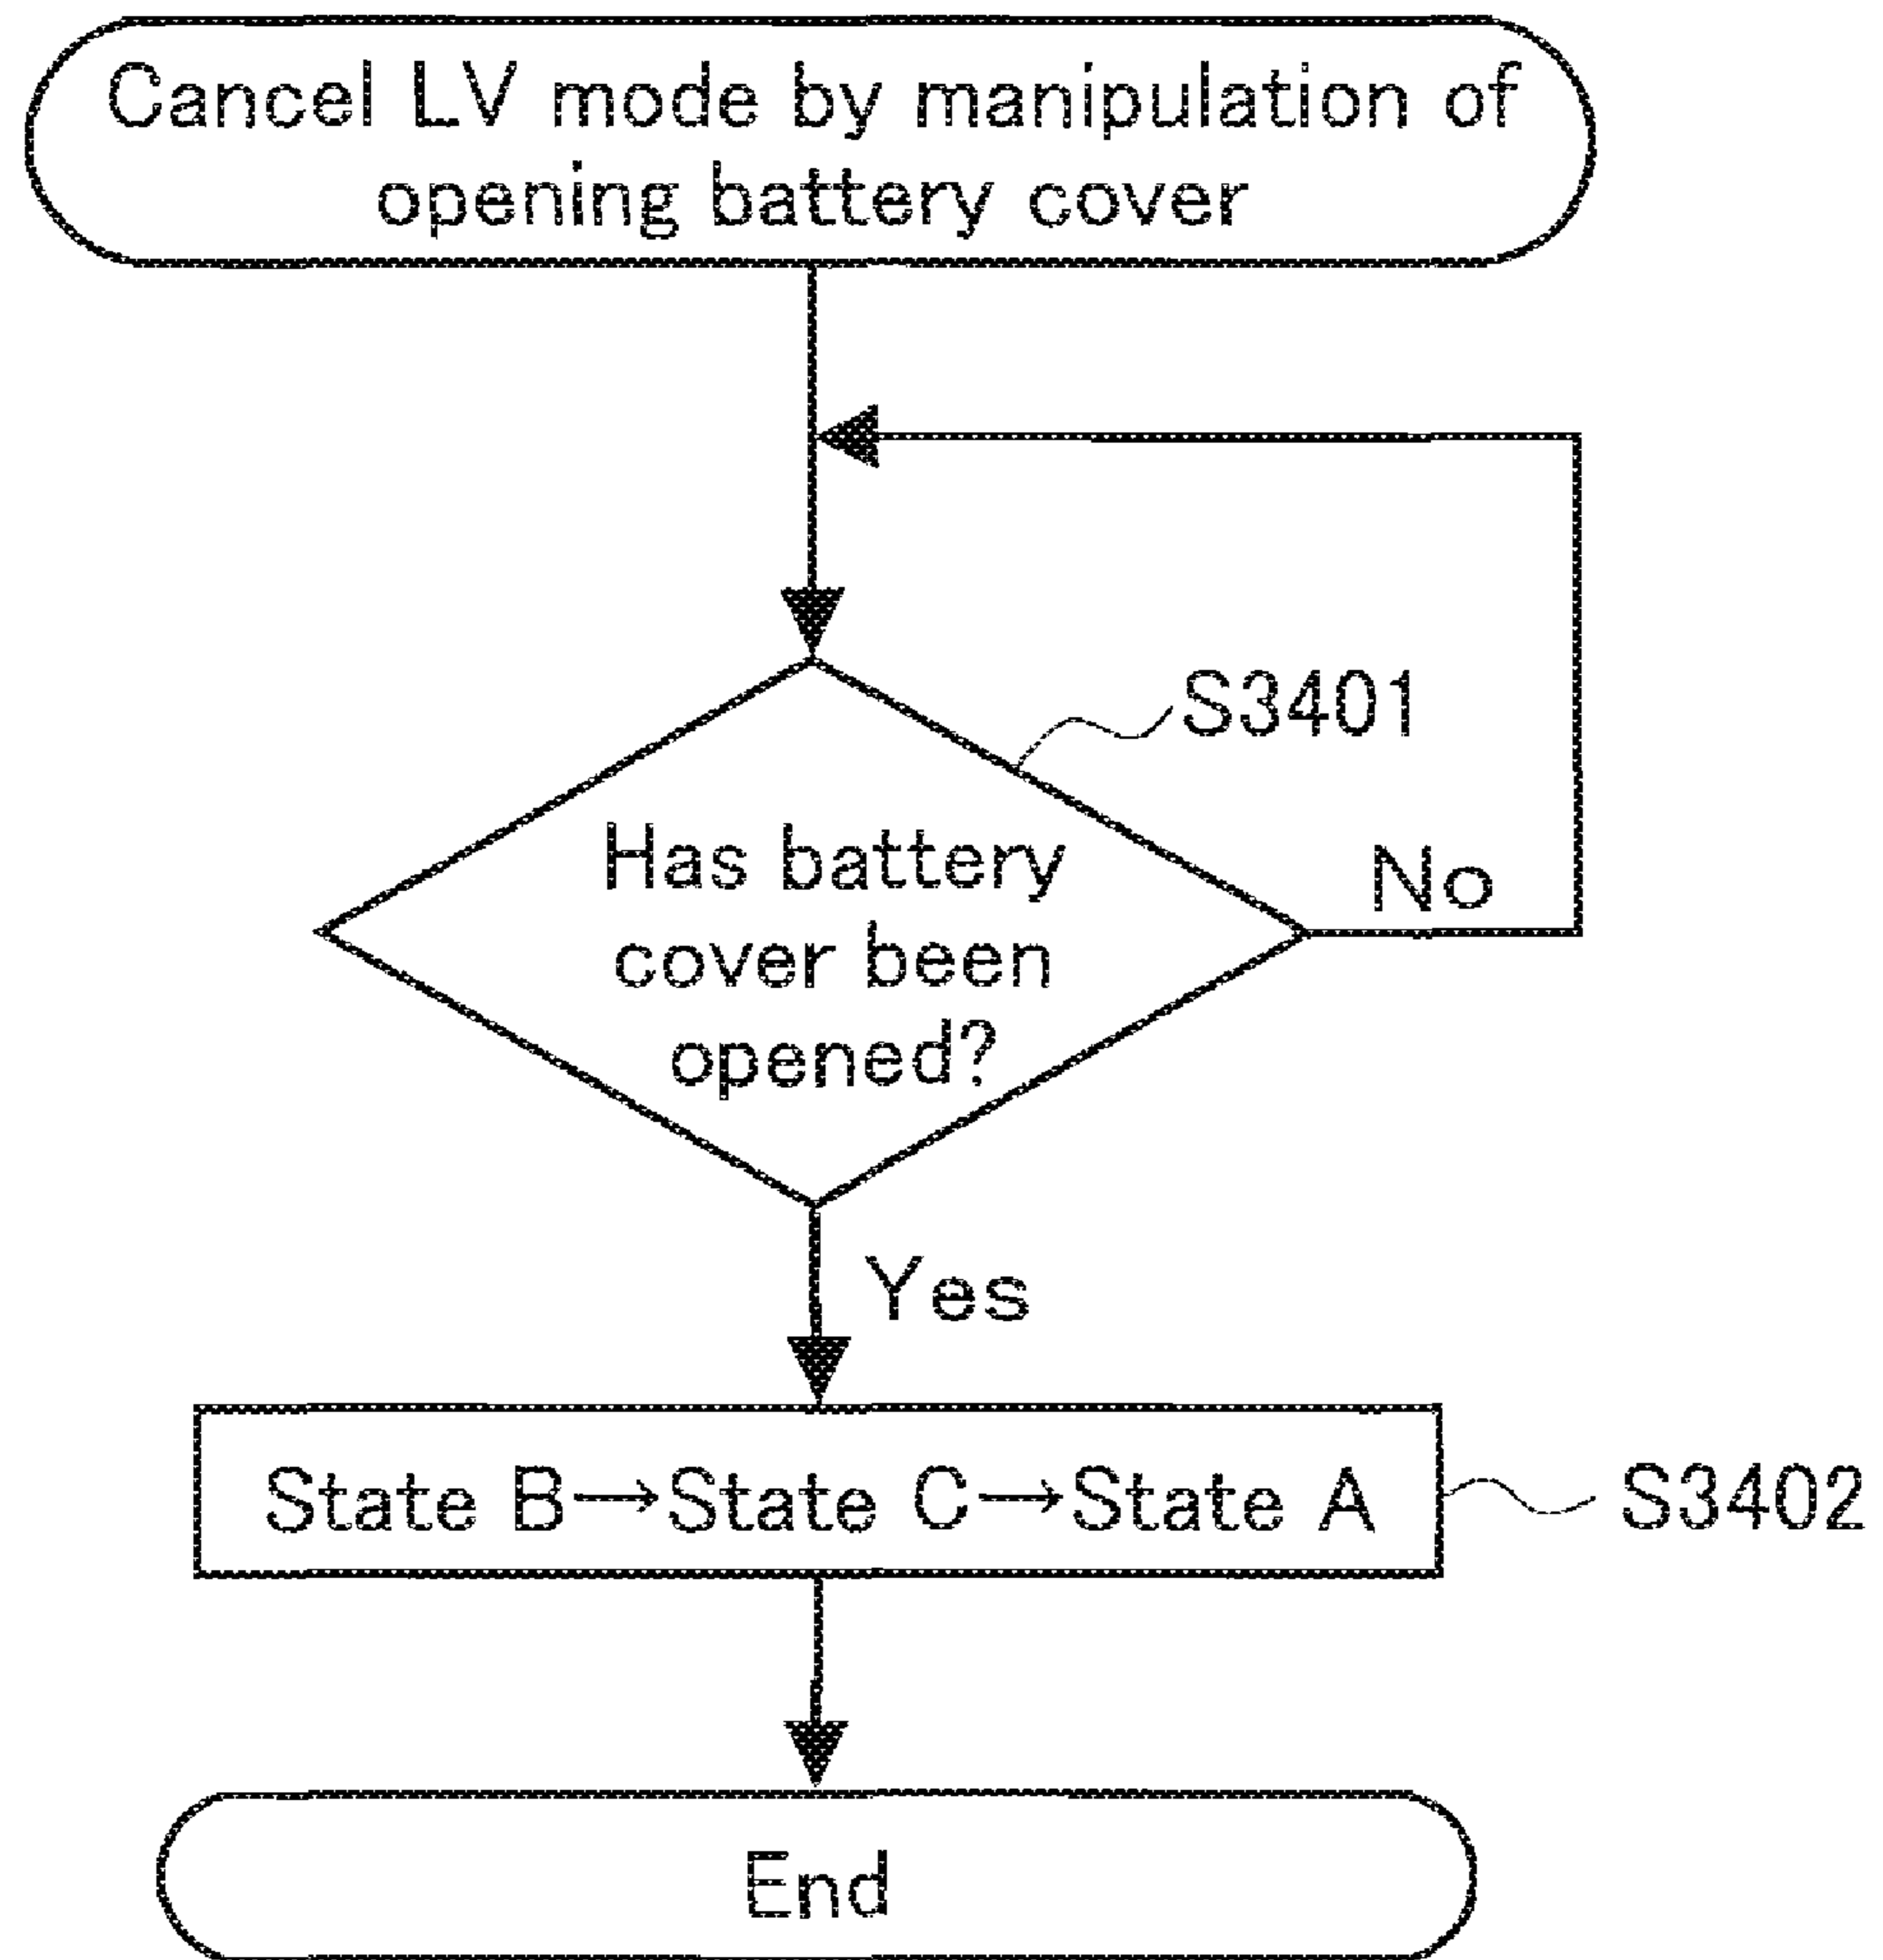 Cancel LV mode by manipulation of
opening battery cover
S3401
Has battery
cover been
opened?
No
Yes
State B→State C→State A
S3402
End